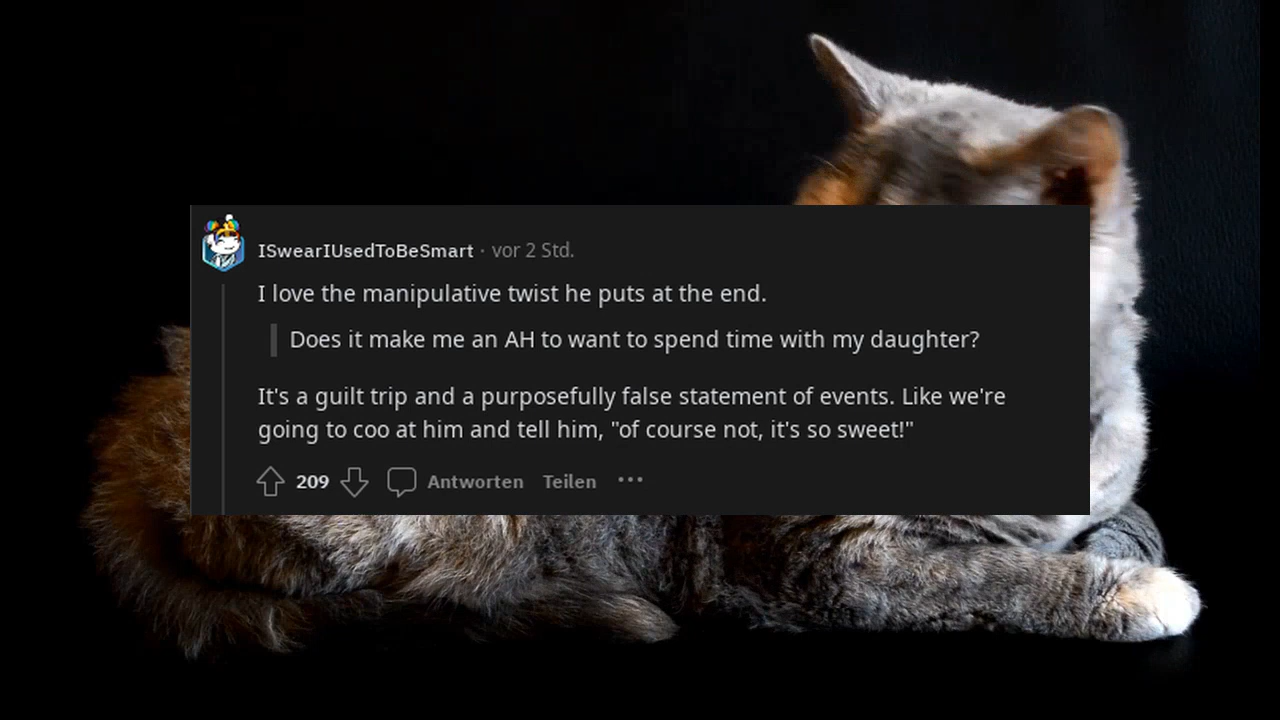 ISwearIUsedToBeSmart · vor 2 Std.
I love the manipulative twist he puts at the end.
Does it make me an AH to want to spend time with my daughter?
It's a guilt trip and a purposefully false statement of events. Like we're
going to coo at him and tell him, "of course not, it's so sweet!"
209 Antworten Teilen ···